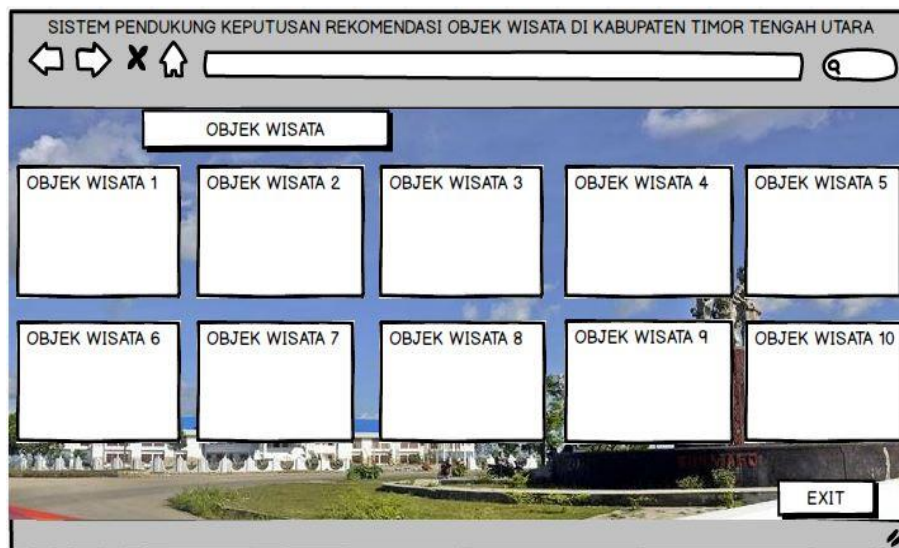 SISTEM PENDUKUNG KEPUTUSAN REKOMENDASI OBJEK WISATA DI KABUPATEN TIMOR TENGAH UTARA
OBJEK WISATA
OBJEK WISATA 1
OBJEK WISATA 2
OBJEK WISATA 3
OBJEK WISATA 4
OBJEK WISATA 5
OBJEK WISATA 6
OBJEK WISATA 7
OBJEK WISATA 8
OBJEK WISATA 9
OBJEK WISATA 10
EXIT